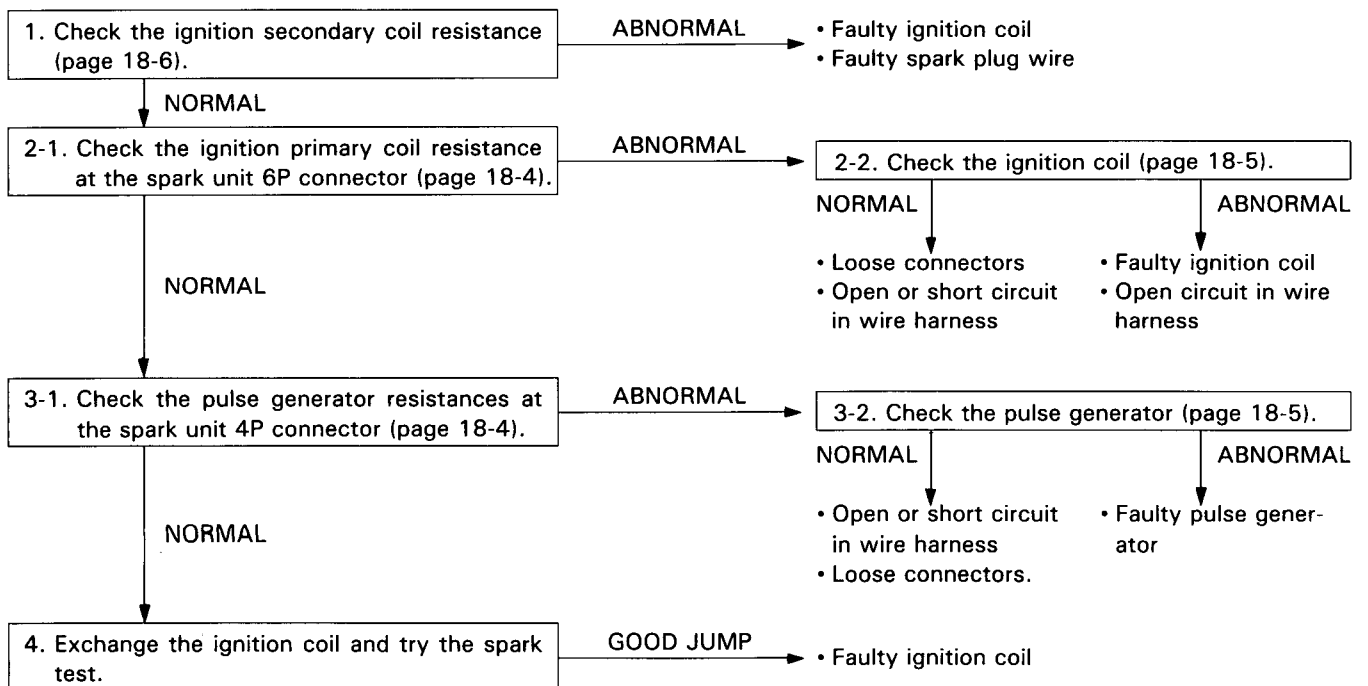 1. Check the ignition secondary coil resistance
(page 18-6).
ABNORMAL
• Faulty ignition coil
• Faulty spark plug wire
NORMAL
2-1. Check the ignition primary coil resistance
at the spark unit 6P connector (page 18-4).
ABNORMAL
2-2. Check the ignition coil (page 18-5).
NORMAL
ABNORMAL
• Loose connectors
• Open or short circuit
in wire harness
• Faulty ignition coil
• Open circuit in wire
harness
NORMAL
3-1. Check the pulse generator resistances at
the spark unit 4P connector (page 18-4).
ABNORMAL
3-2. Check the pulse generator (page 18-5).
NORMAL
ABNORMAL
• Open or short circuit
in wire harness
• Loose connectors.
• Faulty pulse gener-
ator
NORMAL
4. Exchange the ignition coil and try the spark
test.
GOOD JUMP
• Faulty ignition coil